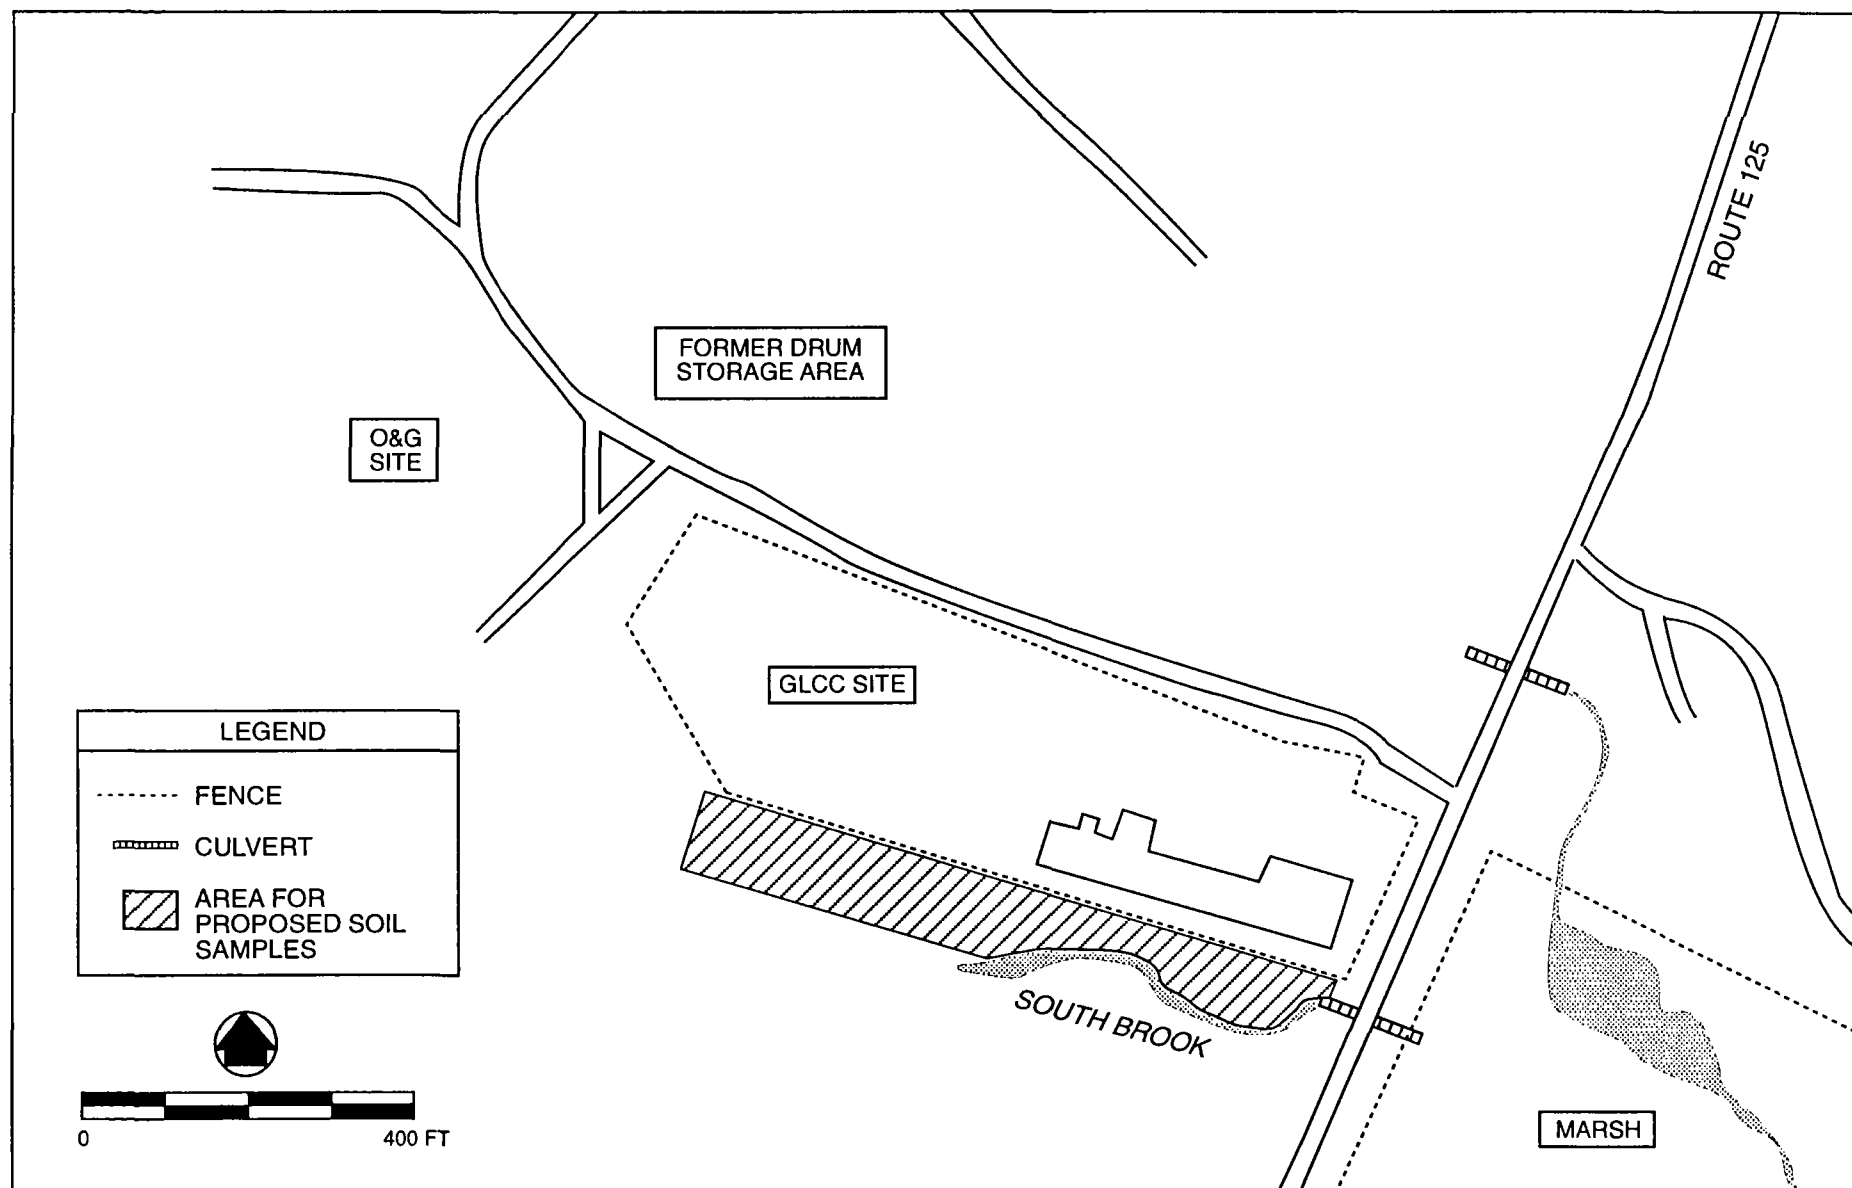 ROUTE 125
FORMER DRUM
STORAGE AREA
O&G
SITE
GLCC SITE
LEGEND
FENCE
CULVERT
AREA FOR
PROPOSED SOIL
SAMPLES
SOUTH BROOK
MARSH
0
400 FT